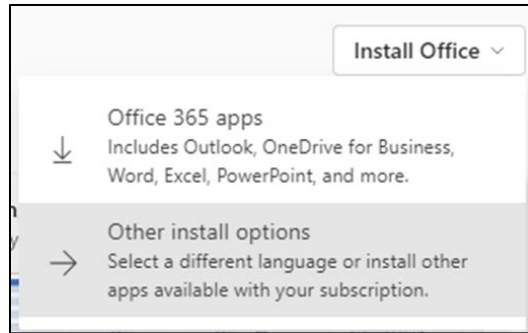 Install Office
Office 365 apps
Includes Outlook, OneDrive for Business,
Word, Excel, PowerPoint, and more.
Other install options
Select a different language or install other
apps available with your subscription.